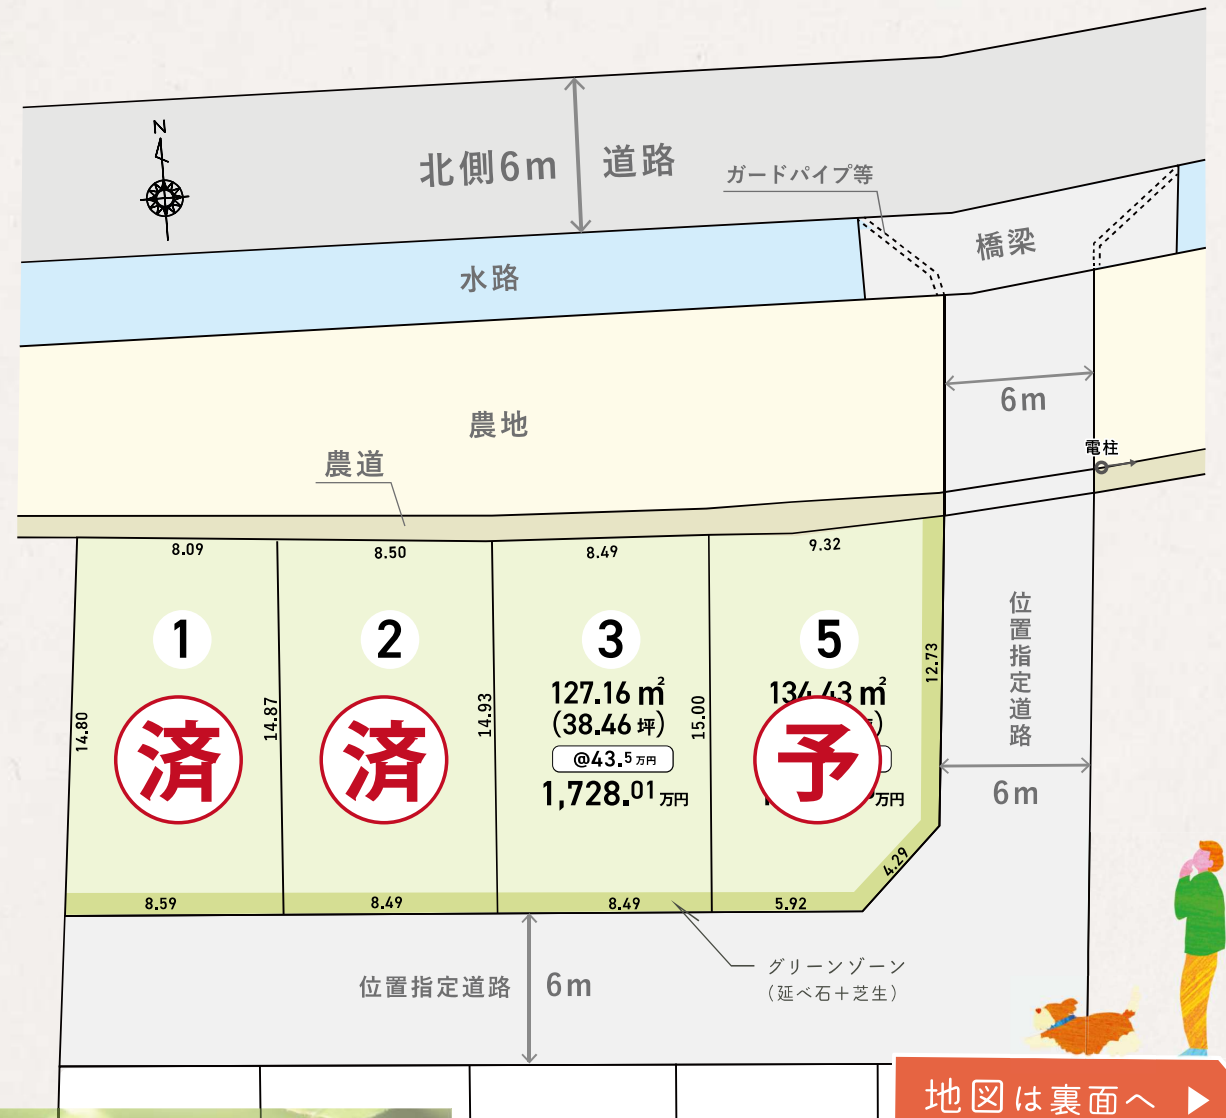 N
北側6m 道路
ガードパイプ等
橋梁
水路
6m
農地
電柱
農道
8.09
8.50
8.49
9.32
1
2
3
5
位置指定道路
12.73
127.16㎡
(38.46坪)
@43.5万円
1,728.01万円
134.43㎡
済
済
予
万円
14.80
14.87
14.93
15.00
6m
4.29
8.59
8.49
8.49
5.92
グリーンゾーン
(延べ石+芝生)
位置指定道路 6m
地図は裏面へ ▶